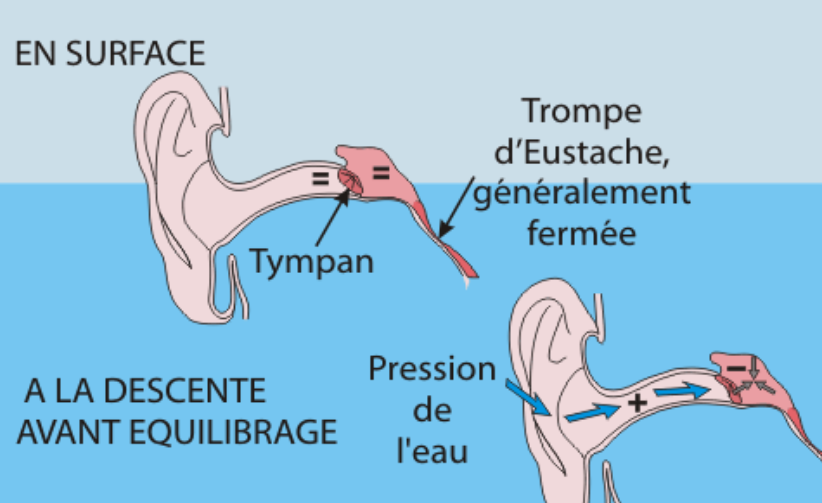 EN SURFACE
Trompe
d'Eustache,
généralement
fermée
=
=
Tympan
Pression
de
l'eau
A LA DESCENTE
AVANT EQUILIBRAGE
+
-